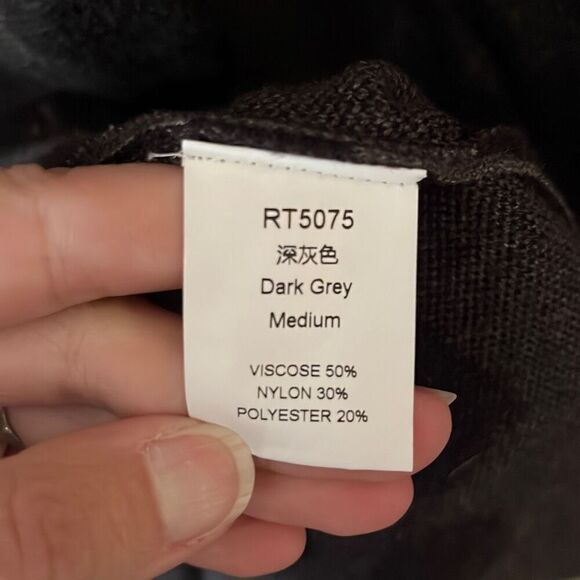 RT5075
深灰色
Dark Grey
Medium
VISCOSE 50%
NYLON 30%
POLYESTER 20%